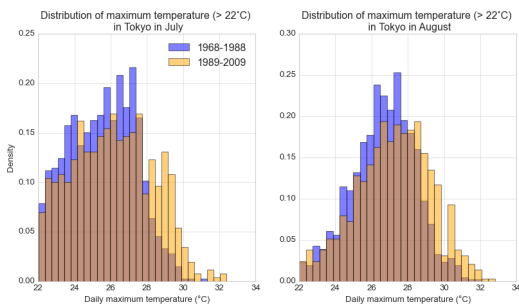 Distribution of maximum temperature (> 22°C)
in Tokyo in July
0.25
0.20
0.15
0.10
0.05
0.00
Density
1968-1988
1989-2009
22 24 26 28 30 32 34
Daily maximum temperature (°C)
Distribution of maximum temperature (> 22°C)
in Tokyo in August
0.30
0.25
0.20
0.15
0.10
0.05
0.00
22 24 26 28 30 32 34
Daily maximum temperature (°C)